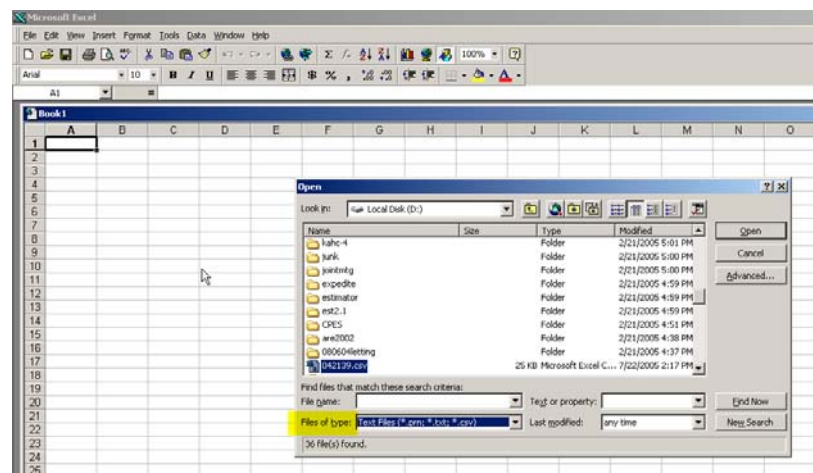 Microsoft Excel
File Edit View Insert Format Tools Data Window Help
100%
Arial 10 B I U $ % ,
A1 =
Book1
A B C D E F G H I J K L M N O
1
2
3
4
5
6
7
8
9
10
11
12
13
14
15
16
17
18
19
20
21
22
23
24
25
Open
Look in: Local Disk (D:)
Name Size Type Modified
kahc-4 Folder 2/21/2005 5:01 PM
junk Folder 2/21/2005 5:00 PM
jointmtg Folder 2/21/2005 5:00 PM
expedite Folder 2/21/2005 4:59 PM
estimator Folder 2/21/2005 4:59 PM
est2.1 Folder 2/21/2005 4:59 PM
CPES Folder 2/21/2005 4:51 PM
are2002 Folder 2/21/2005 4:38 PM
080604letting Folder 2/21/2005 4:37 PM
042139.csv 25 KB Microsoft Excel C... 7/22/2005 2:17 PM
Open
Cancel
Advanced...
Find files that match these search criteria:
File name: Text or property: Find Now
Files of type: Text Files (*.prn; *.txt; *.csv) Last modified: any time New Search
36 file(s) found.